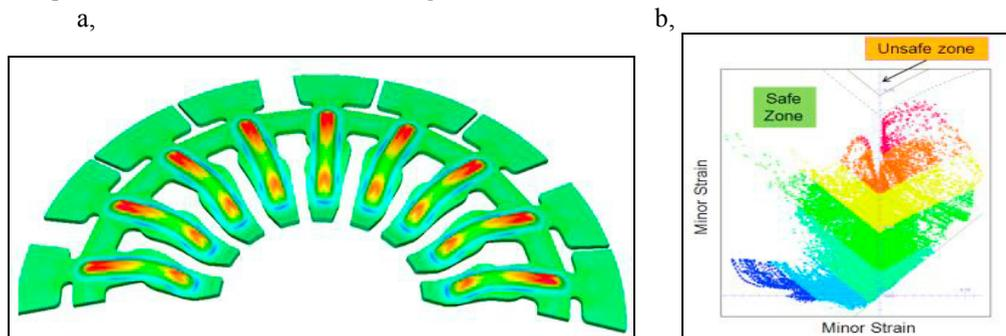 a,
b,
Unsafe zone
Safe
Zone
Minor Strain
Minor Strain